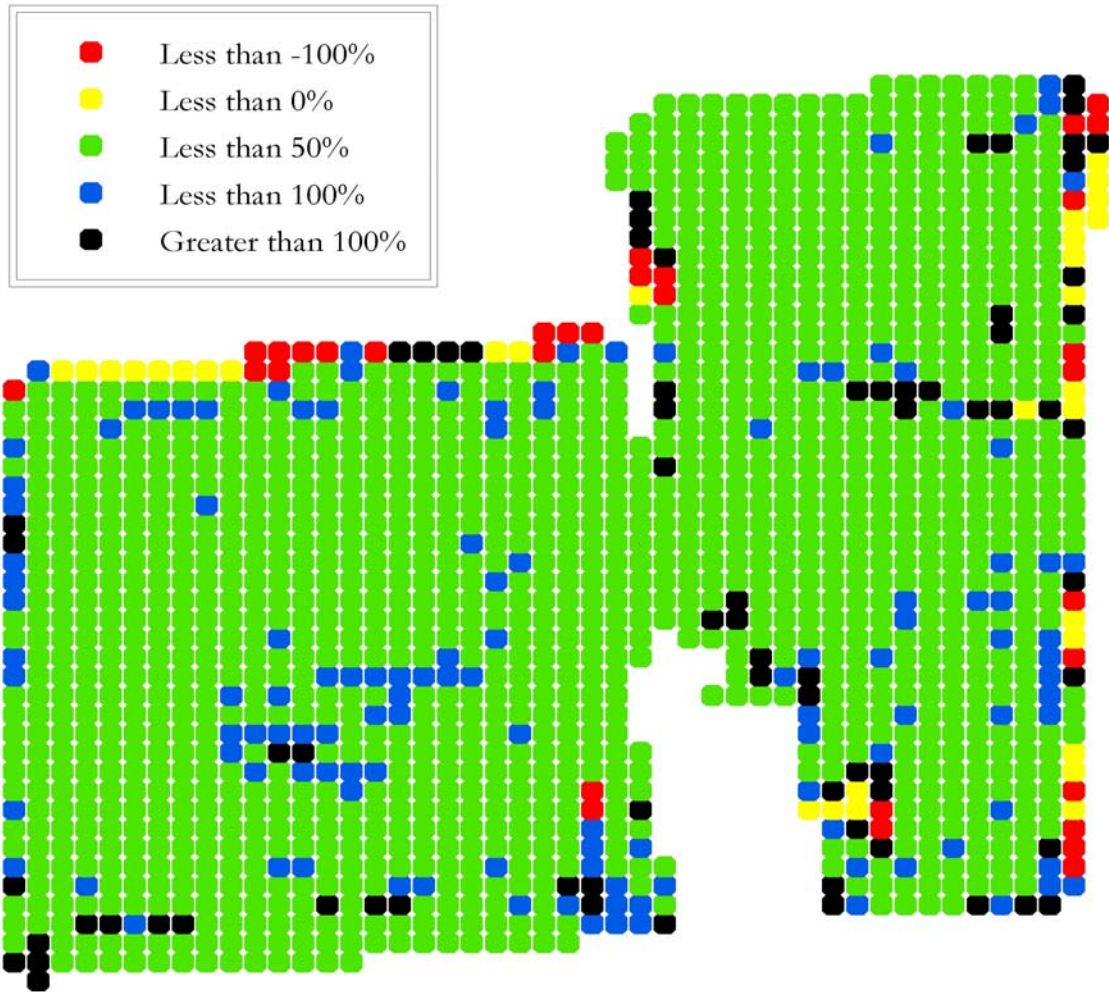 Less than -100%
Less than 0%
Less than 50%
Less than 100%
Greater than 100%